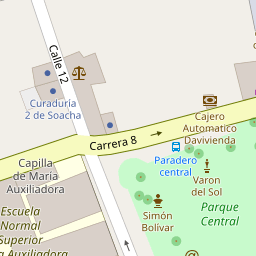 Calle 12
Curaduría
2 de Soacha
Cajero
Automatico
Davivienda
Carrera 8
Capilla
de María
Auxiliadora
Paradero
central
Varon
del Sol
Escuela
Normal
Superior
a Auxiliadora
Simón
Bolívar
Parque
Central